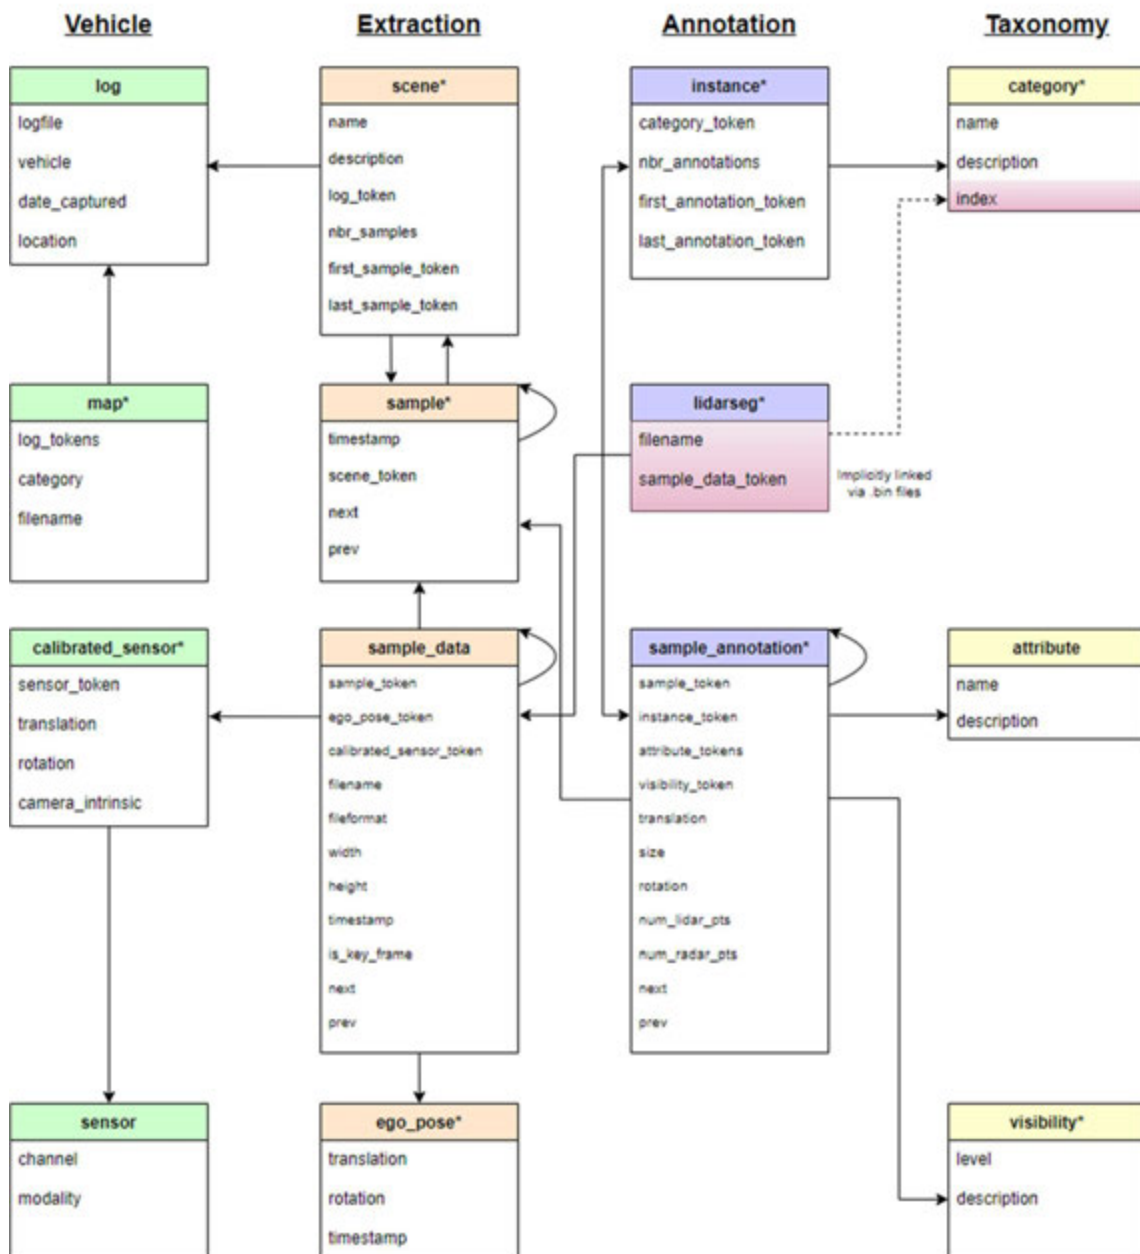 Vehicle
Extraction
Annotation
Taxonomy
log
logfile
vehicle
date_captured
location
scene*
name
description
log_token
nbr_samples
first_sample_token
last_sample_token
instance*
category_token
nbr_annotations
first_annotation_token
last_annotation_token
category*
name
description
index
map*
log_tokens
category
filename
sample*
timestamp
scene_token
next
prev
lidarseg*
filename
sample_data_token
Implicitly linked
via .bin files
calibrated_sensor*
sensor_token
translation
rotation
camera_intrinsic
sample_data
sample_token
ego_pose_token
calibrated_sensor_token
filename
fileformat
width
height
timestamp
is_key_frame
next
prev
sample_annotation*
sample_token
instance_token
attribute_tokens
visibility_token
translation
size
rotation
num_lidar_pts
num_radar_pts
next
prev
attribute
name
description
sensor
channel
modality
ego_pose*
translation
rotation
timestamp
visibility*
level
description